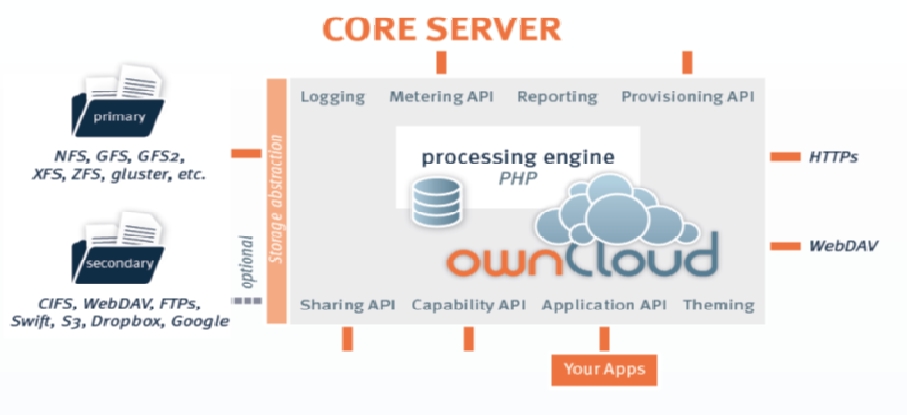 CORE SERVER
Logging Metering API Reporting Provisioning API
primary
NFS, GFS, GFS2,
XFS, ZFS, gluster, etc.
Storage abstraction
processing engine
PHP
HTTPs
ownCloud
WebDAV
secondary
optional
CIFS, WebDAV, FTPs,
Swift, S3, Dropbox, Google
Sharing API Capability API Application API Theming
Your Apps